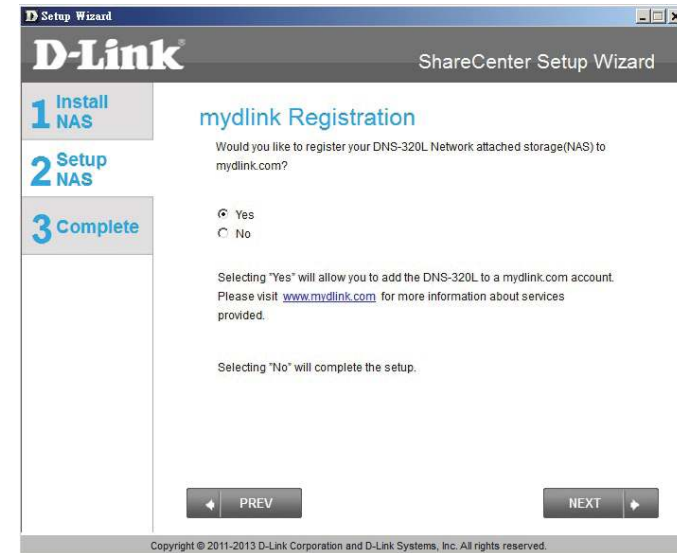 Setup Wizard
D-Link
ShareCenter Setup Wizard
1 Install
NAS
2 Setup
NAS
3 Complete
mydlink Registration
Would you like to register your DNS-320L Network attached storage(NAS) to
mydlink.com?
Yes
No
Selecting "Yes" will allow you to add the DNS-320L to a mydlink.com account.
Please visit www.mydlink.com for more information about services
provided.
Selecting "No" will complete the setup.
PREV
NEXT
Copyright © 2011-2013 D-Link Corporation and D-Link Systems, Inc. All rights reserved.